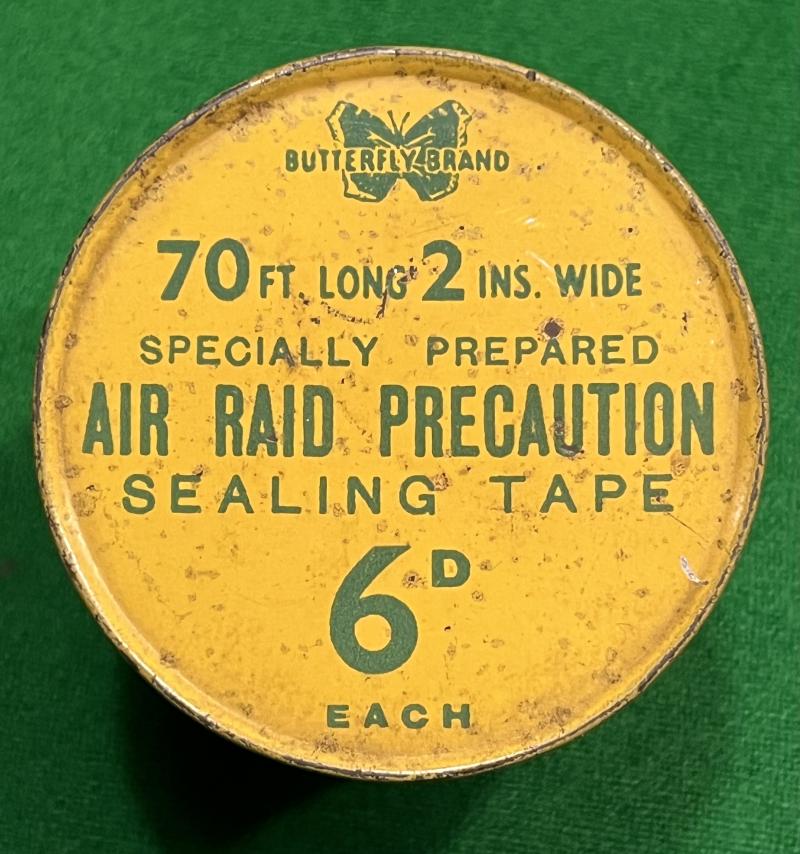 BUTTERFLY BRAND
70 FT. LONG 2 INS. WIDE
SPECIALLY PREPARED
AIR RAID PRECAUTION
SEALING TAPE
6D
EACH